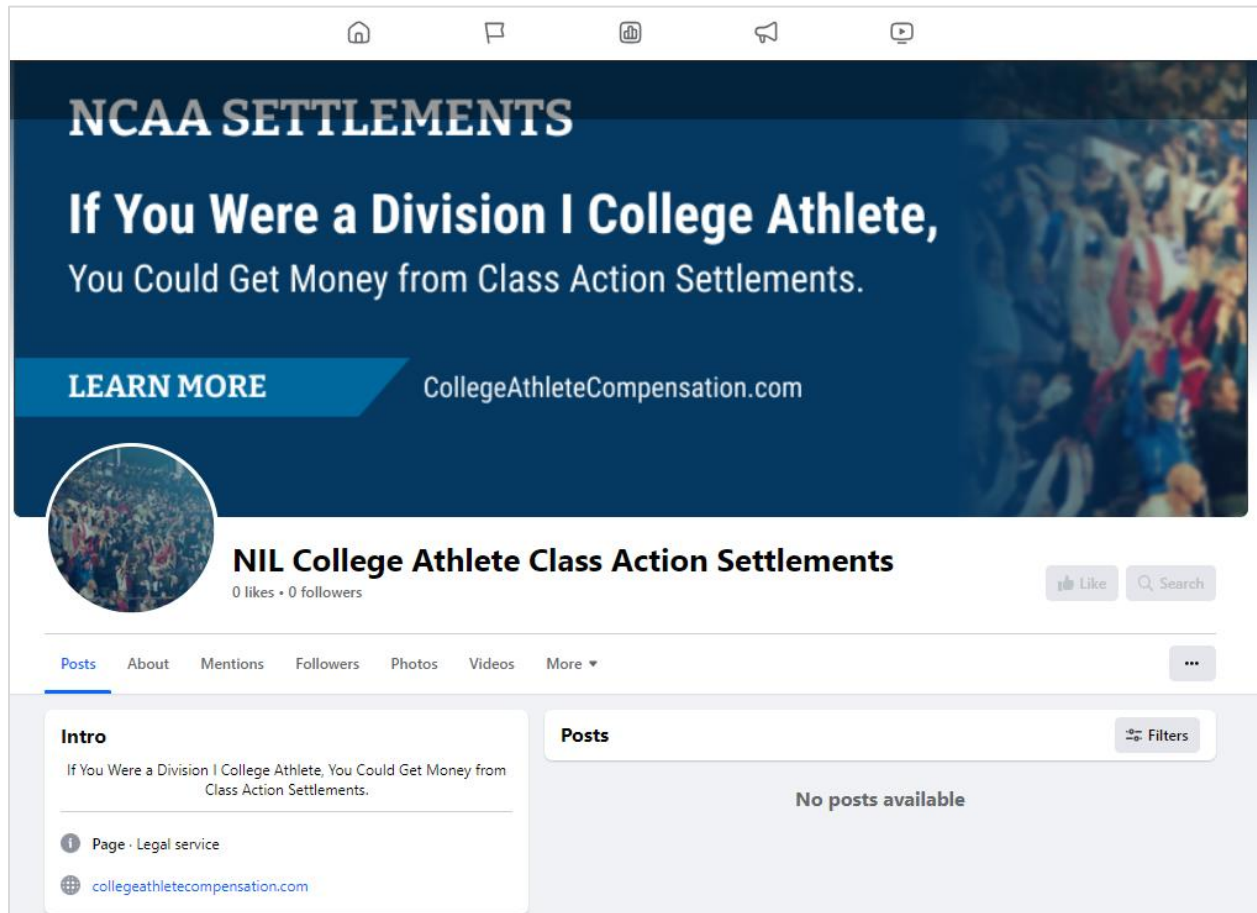 NCAA SETTLEMENTS
If You Were a Division I College Athlete,
You Could Get Money from Class Action Settlements.
LEARN MORE
CollegeAthleteCompensation.com
NIL College Athlete Class Action Settlements
0 likes • 0 followers
Like
Search
Posts
About
Mentions
Followers
Photos
Videos
More
Intro
If You Were a Division I College Athlete, You Could Get Money from
Class Action Settlements.
Page · Legal service
collegeathletecompensation.com
Posts
Filters
No posts available